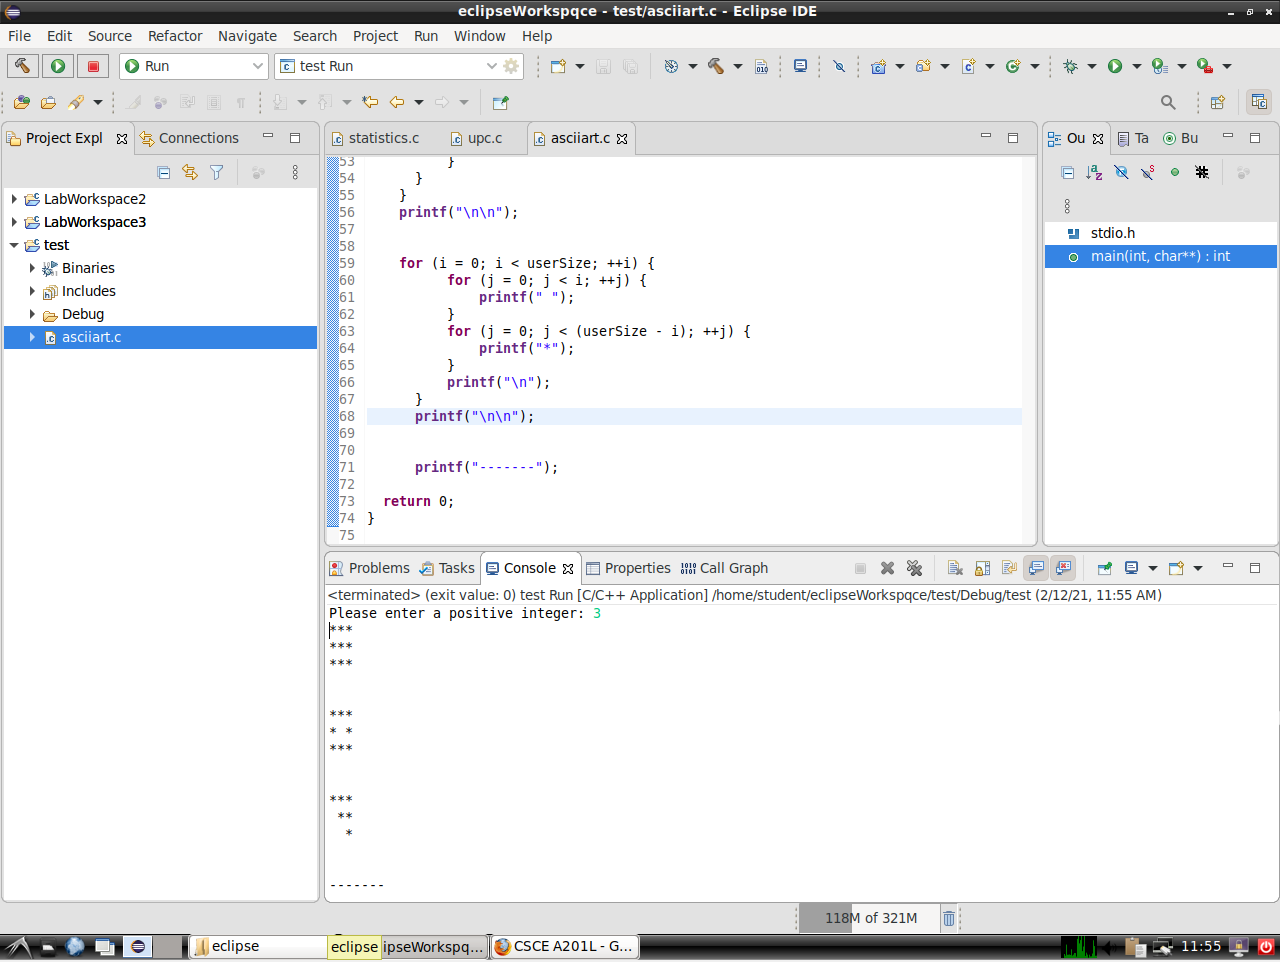 eclipseWorkspqce - test/asciiart.c - Eclipse IDE
File Edit Source Refactor Navigate Search Project Run Window Help
Run
test Run
Project Expl
Connections
LabWorkspace2
LabWorkspace3
test
Binaries
Includes
Debug
asciiart.c
statistics.c
upc.c
asciiart.c
53 }
54 }
55 }
56 printf("\n\n");
57
58
59 for (i = 0; i < userSize; ++i) {
60 for (j = 0; j < i; ++j) {
61 printf(" ");
62 }
63 for (j = 0; j < (userSize - i); ++j) {
64 printf("*");
65 }
66 printf("\n");
67 }
68 printf("\n\n");
69
70
71 printf("-------");
72
73 return 0;
74 }
75
Ou
Ta
Bu
stdio.h
main(int, char**) : int
Problems
Tasks
Console
Properties
Call Graph
<terminated> (exit value: 0) test Run [C/C++ Application] /home/student/eclipseWorkspqce/test/Debug/test (2/12/21, 11:55 AM)
Please enter a positive integer: 3
***
***
***
***
* *
***
***
 **
  *
-------
118M of 321M
eclipse
eclipse
ipseWorkspq...
CSCE A201L - G...
11:55